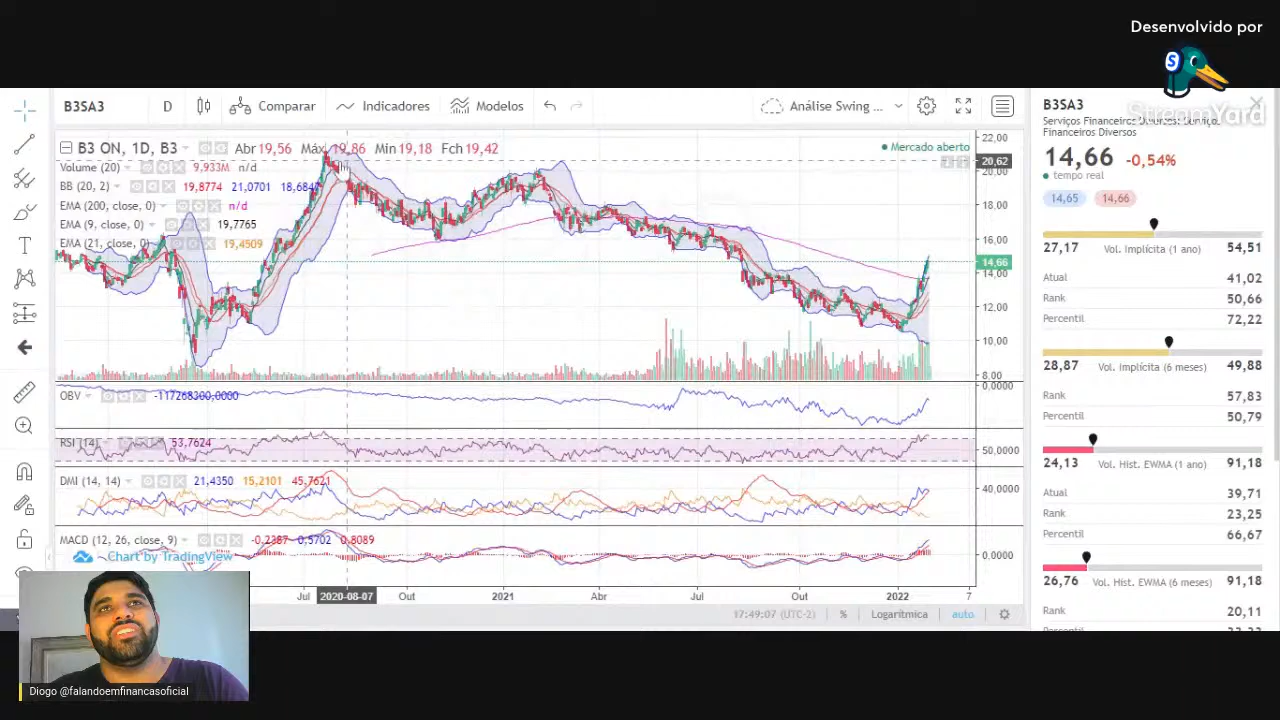 Desenvolvido por
StreamYard
B3SA3
D
Comparar
Indicadores
Modelos
Análise Swing ...
B3 ON, 1D, B3
Abr 19,56 Máx 19,86 Mín 19,18 Fch 19,42
Mercado aberto
Volume (20) 9,933M n/d
BB (20, 2) 19,8774 21,0701 18,6847
EMA (200, close, 0) n/d
EMA (9, close, 0) 19,7765
EMA (21, close, 0) 19,4509
22,00
20,62
20,00
18,00
16,00
14,66
14,00
12,00
10,00
8,00
OBV -117268300,0000
0,0000
RSI (14) 53,7624
50,0000
DMI (14, 14) 21,4350 15,2101 45,7621
40,0000
MACD (12, 26, close, 9) -0,2387 0,5702 0,8089
0,0000
Chart by TradingView
Jul 2020-08-07 Out 2021 Abr Jul Out 2022 7
17:49:07 (UTC-2) % Logarítmica auto
B3SA3
Serviços Financeiros Diversos: Serviços
Financeiros Diversos
14,66 -0,54%
tempo real
14,65 14,66
27,17 Vol. Implícita (1 ano) 54,51
Atual 41,02
Rank 50,66
Percentil 72,22
28,87 Vol. Implícita (6 meses) 49,88
Rank 57,83
Percentil 50,79
24,13 Vol. Hist. EWMA (1 ano) 91,18
Atual 39,71
Rank 23,25
Percentil 66,67
26,76 Vol. Hist. EWMA (6 meses) 91,18
Rank 20,11
Diogo @falandoemfinancasoficial